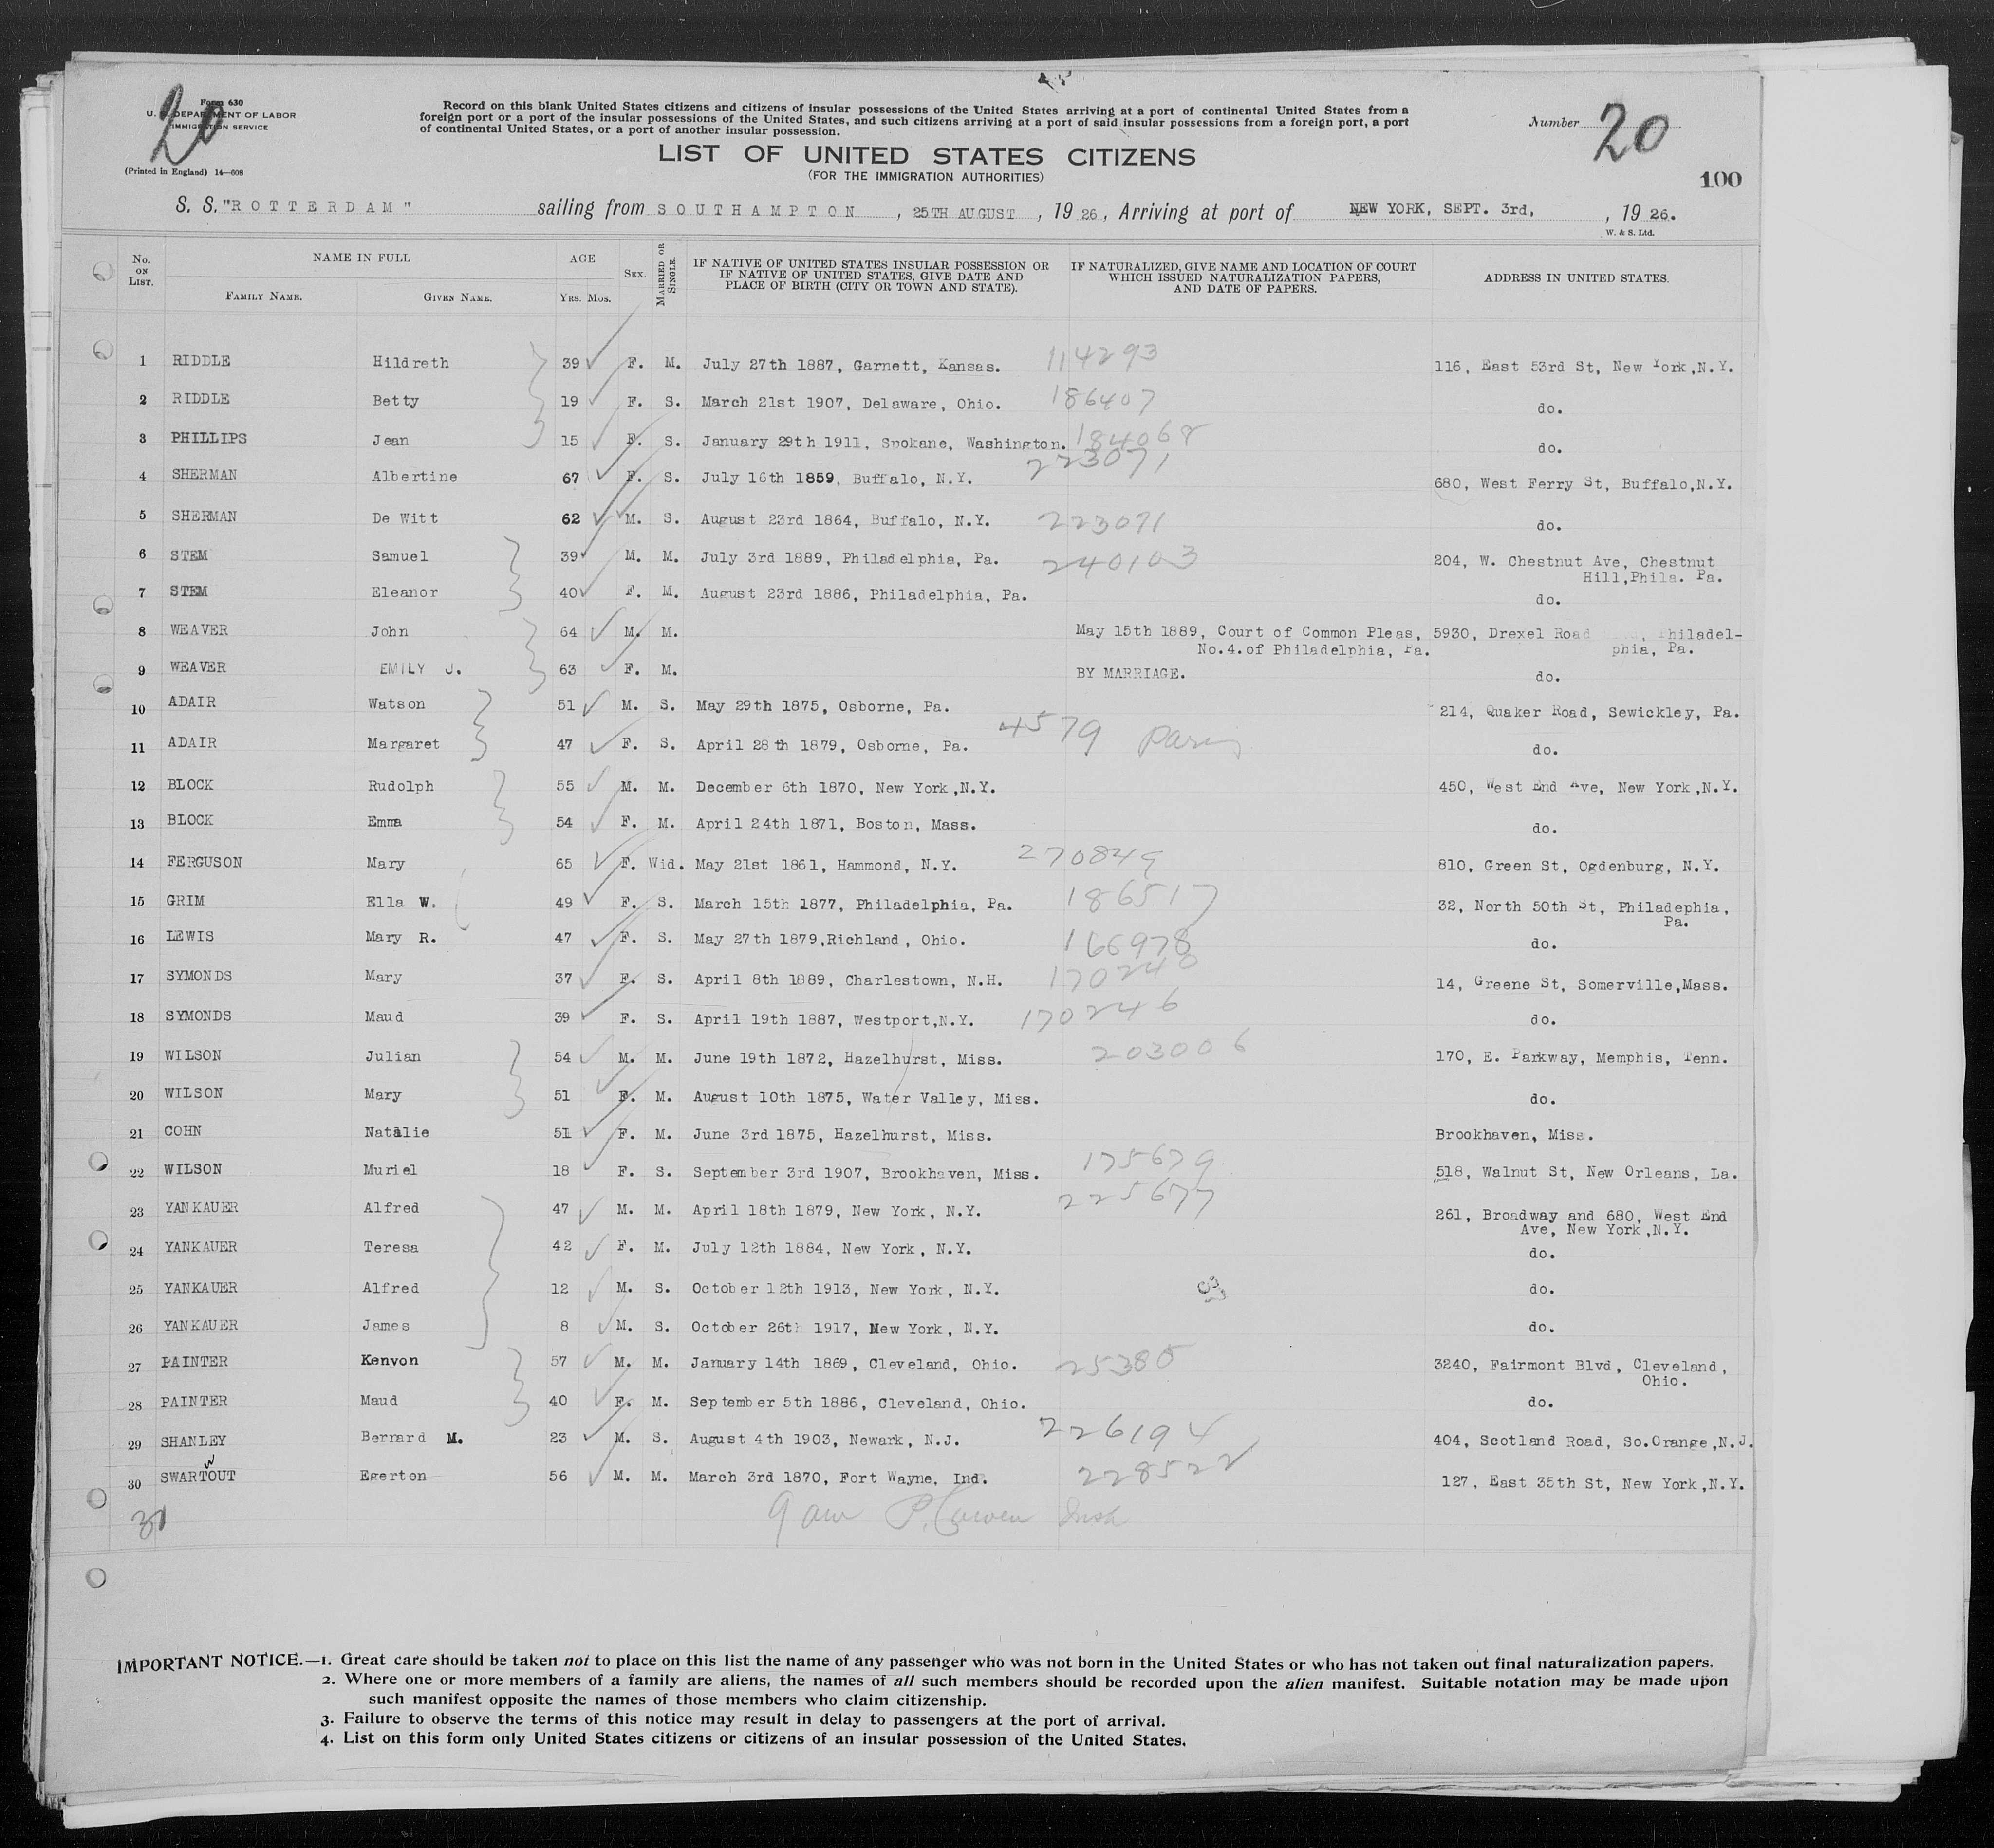 20
Form 630
U. S. DEPARTMENT OF LABOR
IMMIGRATION SERVICE
(Printed in England) 14—608
Record on this blank United States citizens and citizens of insular possessions of the United States arriving at a port of continental United States from a
foreign port or a port of the insular possessions of the United States, and such citizens arriving at a port of said insular possessions from a foreign port, a port
of continental United States, or a port of another insular possession.
Number 20
LIST OF UNITED STATES CITIZENS
(FOR THE IMMIGRATION AUTHORITIES)
100
S. S. "ROTTERDAM" sailing from SOUTHAMPTON, 25TH AUGUST, 1926, Arriving at port of NEW YORK, SEPT. 3rd, , 1926.
W. & S. Ltd.
No. ON LIST. NAME IN FULL AGE SEX. MARRIED OR SINGLE. IF NATIVE OF UNITED STATES INSULAR POSSESSION OR IF NATIVE OF UNITED STATES, GIVE DATE AND PLACE OF BIRTH (CITY OR TOWN AND STATE). IF NATURALIZED, GIVE NAME AND LOCATION OF COURT WHICH ISSUED NATURALIZATION PAPERS, AND DATE OF PAPERS. ADDRESS IN UNITED STATES.
FAMILY NAME. GIVEN NAME. YRS. MOS.
1 RIDDLE Hildreth 39 F. M. July 27th 1887, Garnett, Kansas. 114293 116, East 53rd St, New York,N.Y.
2 RIDDLE Betty 19 F. S. March 21st 1907, Delaware, Ohio. 186407 do.
3 PHILLIPS Jean 15 F. S. January 29th 1911, Spokane, Washington. 184068 do.
4 SHERMAN Albertine 67 F. S. July 16th 1859, Buffalo, N.Y. 223071 680, West Ferry St, Buffalo,N.Y.
5 SHERMAN De Witt 62 M. S. August 23rd 1864, Buffalo, N.Y. 223071 do.
6 STEM Samuel 39 M. M. July 3rd 1889, Philadelphia, Pa. 240103 204, W. Chestnut Ave, Chestnut
Hill,Phila. Pa.
7 STEM Eleanor 40 F. M. August 23rd 1886, Philadelphia, Pa. do.
8 WEAVER John 64 M. M. May 15th 1889, Court of Common Pleas, 5930, Drexel Road , Philadel-
No.4.of Philadelphia, Pa. phia, Pa.
9 WEAVER EMILY J. 63 F. M. BY MARRIAGE. do.
10 ADAIR Watson 51 M. S. May 29th 1875, Osborne, Pa. 214, Quaker Road, Sewickley, Pa.
11 ADAIR Margaret 47 F. S. April 28th 1879, Osborne, Pa. 4579 Paris do.
12 BLOCK Rudolph 55 M. M. December 6th 1870, New York,N.Y. 450, West End Ave, New York,N.Y.
13 BLOCK Emma 54 F. M. April 24th 1871, Boston, Mass. do.
14 FERGUSON Mary 65 F. Wid. May 21st 1861, Hammond, N.Y. 270849 810, Green St, Ogdenburg, N.Y.
15 GRIM Ella W. 49 F. S. March 15th 1877, Philadelphia, Pa. 186517 32, North 50th St, Philadephia,
Pa.
16 LEWIS Mary R. 47 F. S. May 27th 1879,Richland, Ohio. 166978 do.
17 SYMONDS Mary 37 F. S. April 8th 1889, Charlestown, N.H. 170246 14, Greene St, Somerville,Mass.
18 SYMONDS Maud 39 F. S. April 19th 1887, Westport,N.Y. 170246 do.
19 WILSON Julian 54 M. M. June 19th 1872, Hazelhurst, Miss. 203006 170, E. Parkway, Memphis, Tenn.
20 WILSON Mary 51 F. M. August 10th 1875, Water Valley, Miss. do.
21 COHN Natalie 51 F. M. June 3rd 1875, Hazelhurst, Miss. Brookhaven, Miss.
22 WILSON Muriel 18 F. S. September 3rd 1907, Brookhaven, Miss. 175679 518, Walnut St, New Orleans, La.
23 YANKAUER Alfred 47 M. M. April 18th 1879, New York, N.Y. 225677 261, Broadway and 680, West End
Ave, New York,N.Y.
24 YANKAUER Teresa 42 F. M. July 12th 1884, New York, N.Y. do.
25 YANKAUER Alfred 12 M. S. October 12th 1913, New York, N.Y. do.
26 YANKAUER James 8 M. S. October 26th 1917, New York, N.Y. do.
27 PAINTER Kenyon 57 M. M. January 14th 1869, Cleveland, Ohio. 25385 3240, Fairmont Blvd, Cleveland,
Ohio.
28 PAINTER Maud 40 F. M. September 5th 1886, Cleveland, Ohio. do.
29 SHANLEY Bernard M. 23 M. S. August 4th 1903, Newark, N.J. 226194 404, Scotland Road, So.Orange,N.J.
30 SWARTWOUT Egerton 56 M. M. March 3rd 1870, Fort Wayne, Ind. 228522 127, East 35th St, New York,N.Y.
IMPORTANT NOTICE.—1. Great care should be taken not to place on this list the name of any passenger who was not born in the United States or who has not taken out final naturalization papers.
2. Where one or more members of a family are aliens, the names of all such members should be recorded upon the alien manifest. Suitable notation may be made upon
such manifest opposite the names of those members who claim citizenship.
3. Failure to observe the terms of this notice may result in delay to passengers at the port of arrival.
4. List on this form only United States citizens or citizens of an insular possession of the United States.